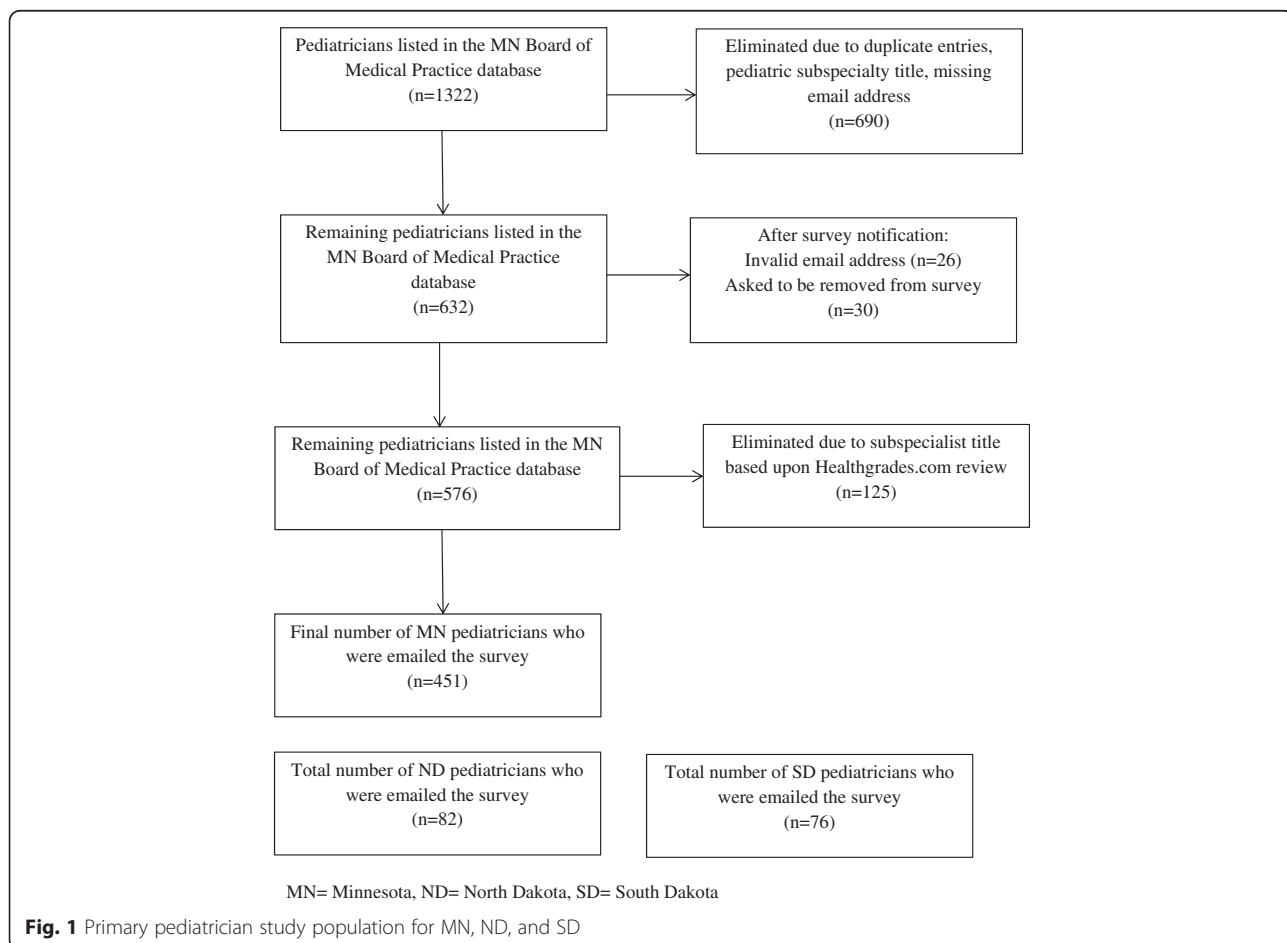 Pediatricians listed in the MN Board of
Medical Practice database
(n=1322)
Eliminated due to duplicate entries,
pediatric subspecialty title, missing
email address
(n=690)
Remaining pediatricians listed in the
MN Board of Medical Practice
database
(n=632)
After survey notification:
Invalid email address (n=26)
Asked to be removed from survey
(n=30)
Remaining pediatricians listed in the MN
Board of Medical Practice database
(n=576)
Eliminated due to subspecialist title
based upon Healthgrades.com review
(n=125)
Final number of MN pediatricians who
were emailed the survey
(n=451)
Total number of ND pediatricians who
were emailed the survey
(n=82)
Total number of SD pediatricians who
were emailed the survey
(n=76)
MN= Minnesota, ND= North Dakota, SD= South Dakota
Fig. 1 Primary pediatrician study population for MN, ND, and SD